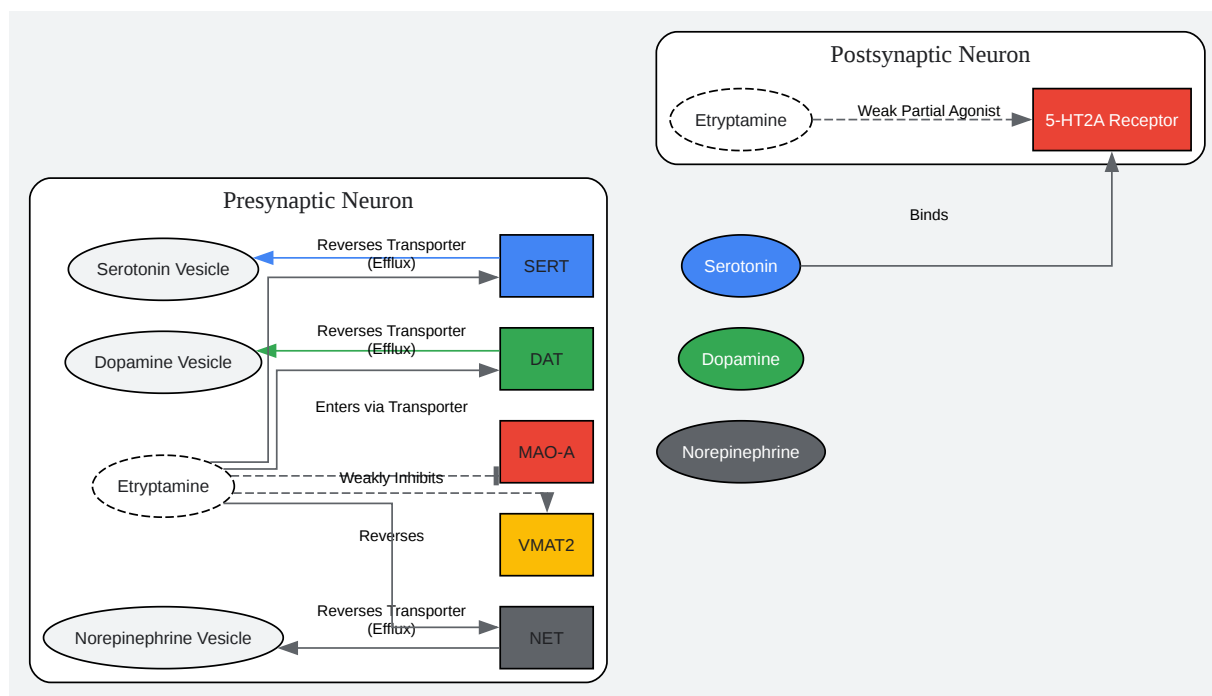 Postsynaptic Neuron
Etryptamine
Weak Partial Agonist
5-HT2A Receptor
Presynaptic Neuron
Serotonin Vesicle
Reverses Transporter
(Efflux)
SERT
Binds
Serotonin
Dopamine Vesicle
Reverses Transporter
(Efflux)
DAT
Dopamine
Enters via Transporter
MAO-A
Norepinephrine
Etryptamine
Weakly Inhibits
Reverses
VMAT2
Norepinephrine Vesicle
Reverses Transporter
(Efflux)
NET